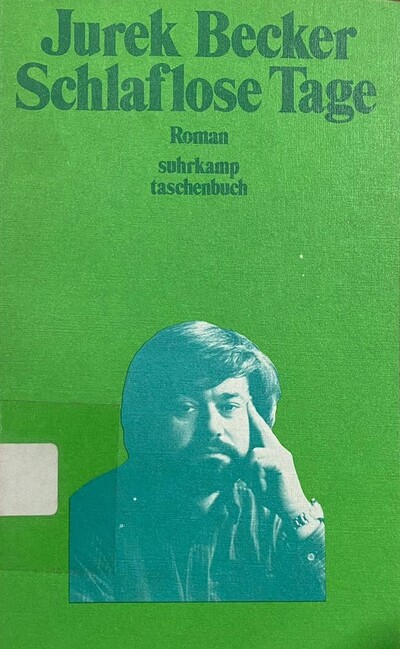 Jurek Becker
Schlaflose Tage
Roman
suhrkamp
taschenbuch